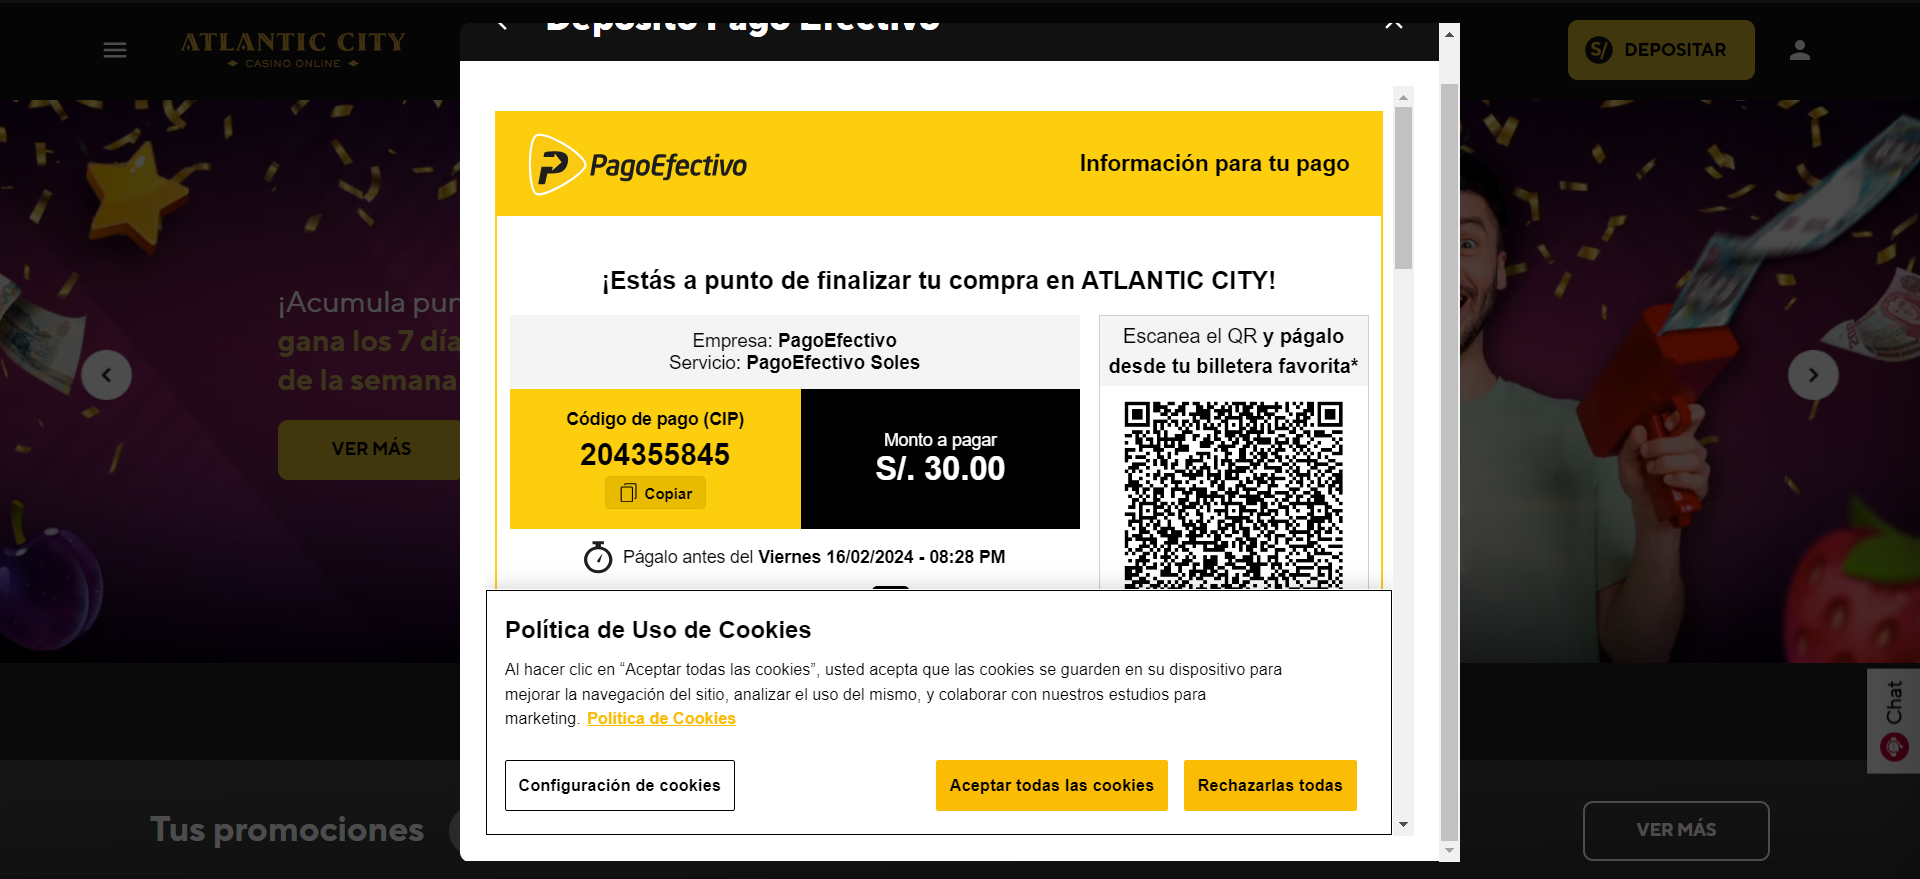 Depósito Pago Efectivo
ATLANTIC CITY
CASINO ONLINE
S/ DEPOSITAR
PagoEfectivo
Información para tu pago
¡Estás a punto de finalizar tu compra en ATLANTIC CITY!
Empresa: PagoEfectivo
Servicio: PagoEfectivo Soles
Escanea el QR y págalo
desde tu billetera favorita*
Código de pago (CIP)
204355845
Copiar
Monto a pagar
S/. 30.00
Págalo antes del Viernes 16/02/2024 - 08:28 PM
¡Acumula pun
gana los 7 día
de la semana
VER MÁS
Política de Uso de Cookies
Al hacer clic en “Aceptar todas las cookies”, usted acepta que las cookies se guarden en su dispositivo para
mejorar la navegación del sitio, analizar el uso del mismo, y colaborar con nuestros estudios para
marketing. Política de Cookies
Configuración de cookies
Aceptar todas las cookies
Rechazarlas todas
Chat
Tus promociones
VER MÁS